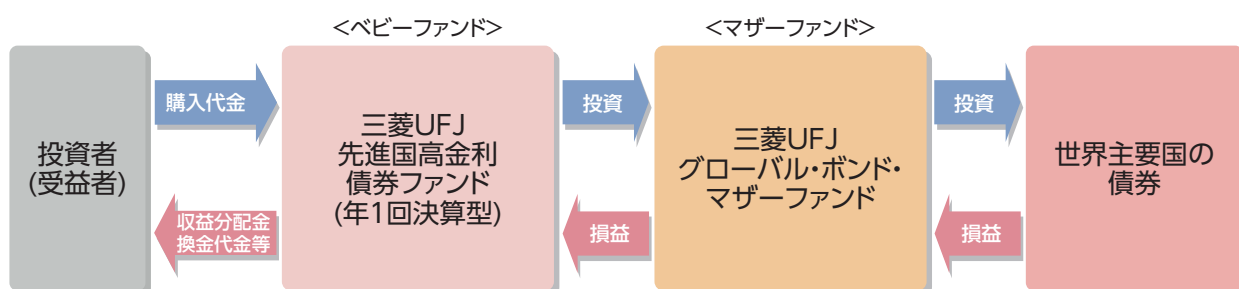 <ベビーファンド>
<マザーファンド>
投資者
(受益者)
購入代金
収益分配金
換金代金等
三菱UFJ
先進国高金利
債券ファンド
(年1回決算型)
投資
損益
三菱UFJ
グローバル・ボンド・
マザーファンド
投資
損益
世界主要国の
債券